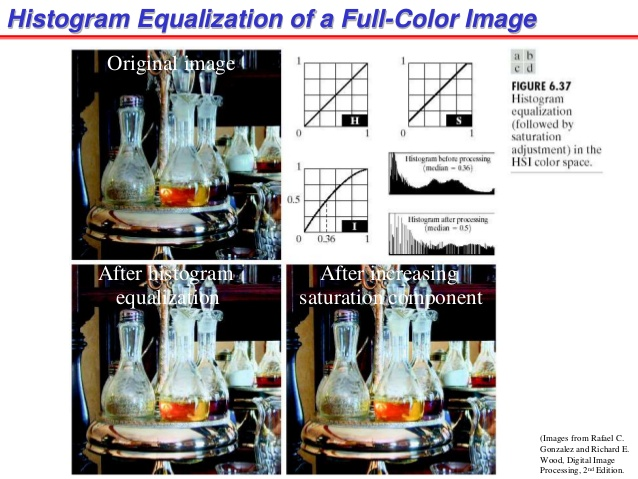 Histogram Equalization of a Full-Color Image
Original image
1
H
0
1
1
S
0
1
1
0.5
I
0
0.36
1
Histogram before processing
(median = 0.36)
Histogram after processing
(median = 0.5)
a b
c d
FIGURE 6.37
Histogram
equalization
(followed by
saturation
adjustment) in the
HSI color space.
After histogram
equalization
After increasing
saturation component
(Images from Rafael C.
Gonzalez and Richard E.
Wood, Digital Image
Processing, 2nd Edition.